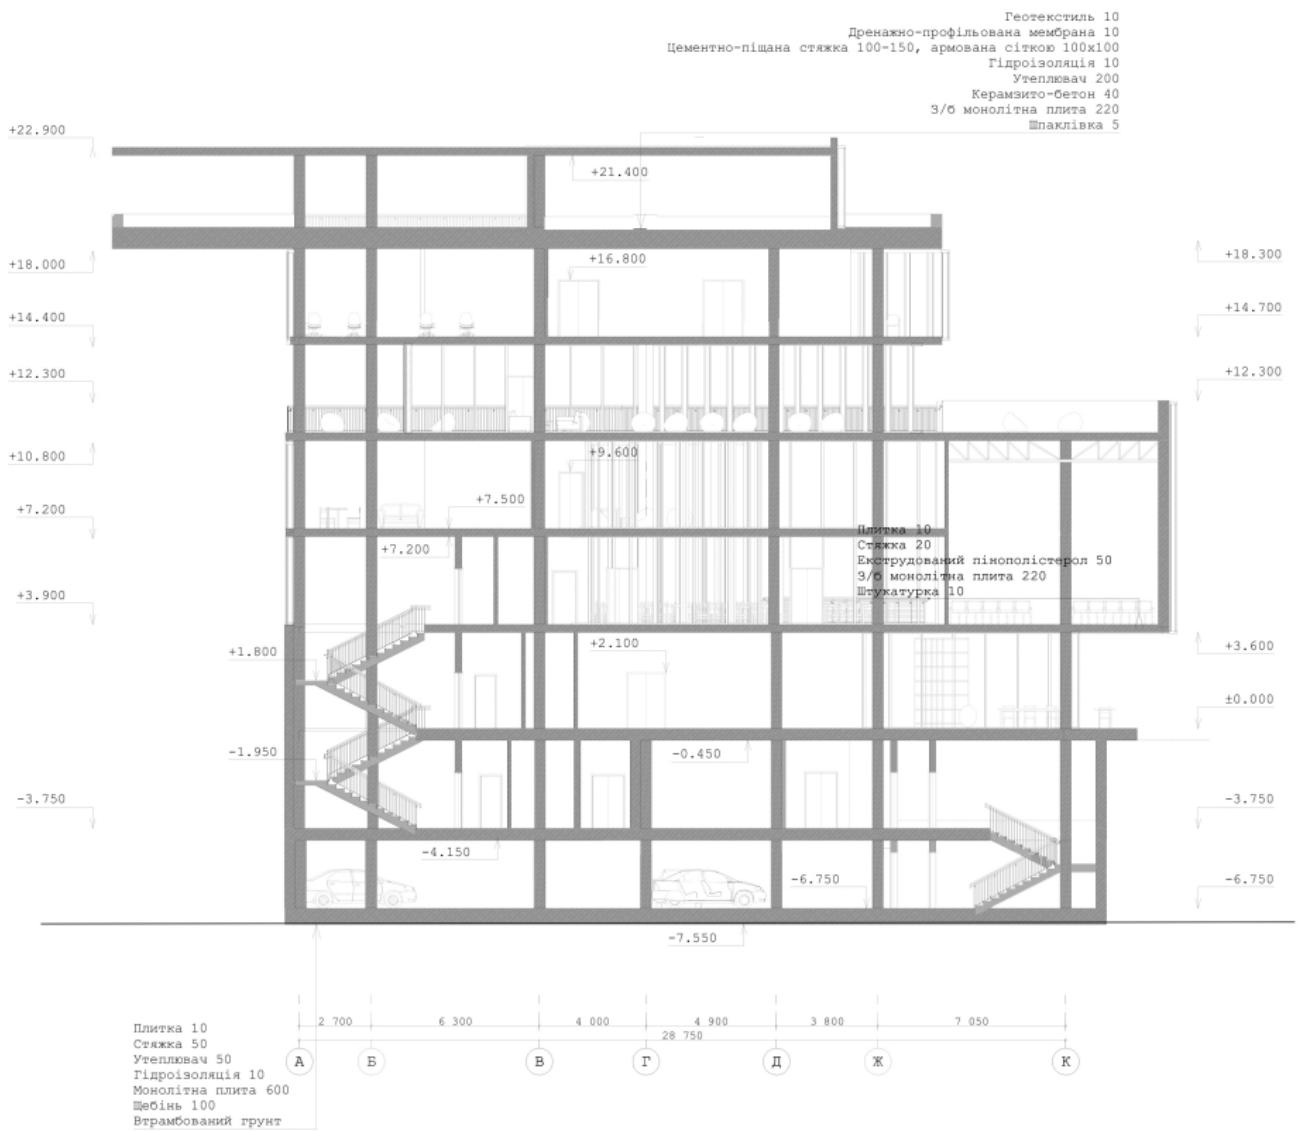 Геотекстиль 10
Дренажно-профільована мембрана 10
Цементно-піщана стяжка 100-150, армована сіткою 100х100
Гідроізоляція 10
Утеплювач 200
Керамзито-бетон 40
З/б монолітна плита 220
Шпаклівка 5
+22.900
+21.400
+18.000
+16.800
+18.300
+14.400
+14.700
+12.300
+12.300
+10.800
+9.600
+7.200
+7.500
+7.200
Плитка 10
Стяжка 20
Екструдований пінополістерол 50
З/б монолітна плита 220
Штукатурка 10
+3.900
+1.800
+2.100
+3.600
±0.000
-1.950
-0.450
-3.750
-3.750
-4.150
-6.750
-6.750
-7.550
2 700 6 300 4 000 4 900 3 800 7 050
28 750
А Б В Г Д Ж К
Плитка 10
Стяжка 50
Утеплювач 50
Гідроізоляція 10
Монолітна плита 600
Щебінь 100
Втрамбований грунт